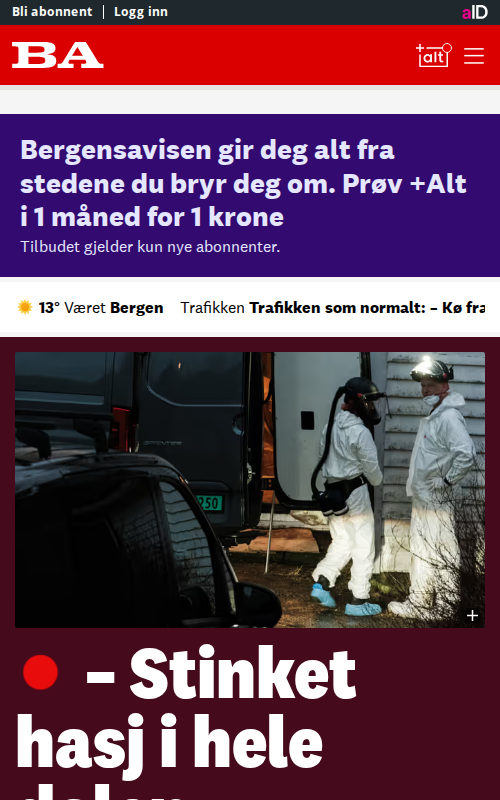 Bli abonnent | Logg inn
aID
BA
+alt
Bergensavisen gir deg alt fra
stedene du bryr deg om. Prøv +Alt
i 1 måned for 1 krone
Tilbudet gjelder kun nye abonnenter.
13° Været Bergen Trafikken Trafikken som normalt: – Kø fra
– Stinket
hasj i hele
dalen